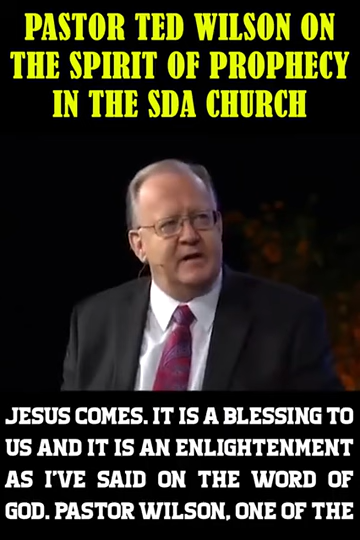 PASTOR TED WILSON ON
THE SPIRIT OF PROPHECY
IN THE SDA CHURCH
JESUS COMES. IT IS A BLESSING TO
US AND IT IS AN ENLIGHTENMENT
AS I'VE SAID ON THE WORD OF
GOD. PASTOR WILSON, ONE OF THE